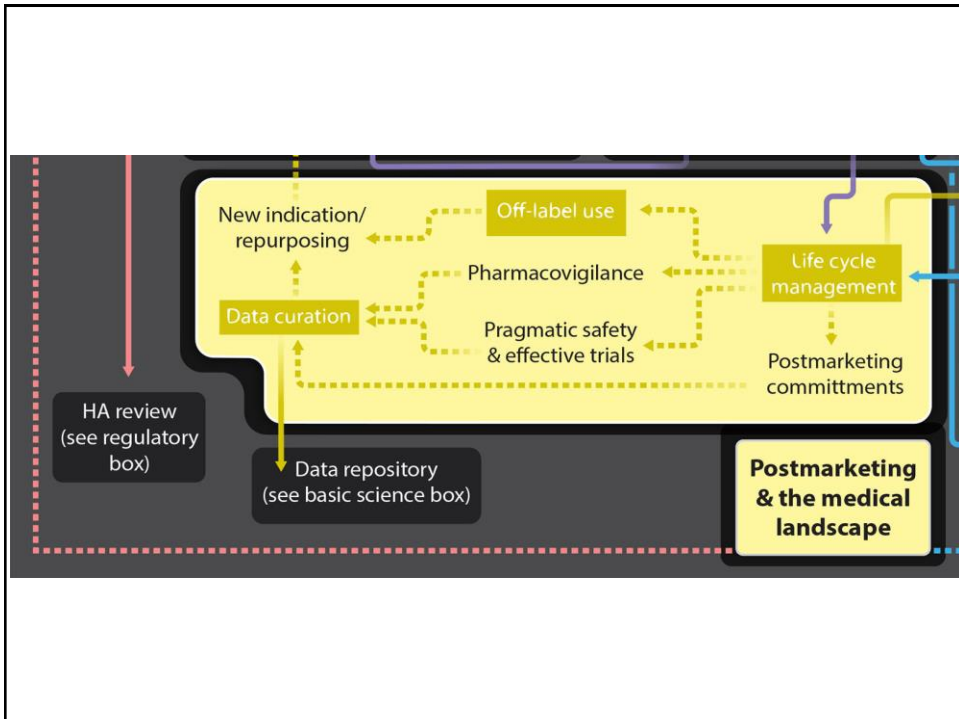 New indication/
repurposing
Off-label use
Pharmacovigilance
Life cycle
management
Data curation
Pragmatic safety
& effective trials
Postmarketing
committments
HA review
(see regulatory
box)
Data repository
(see basic science box)
Postmarketing
& the medical
landscape